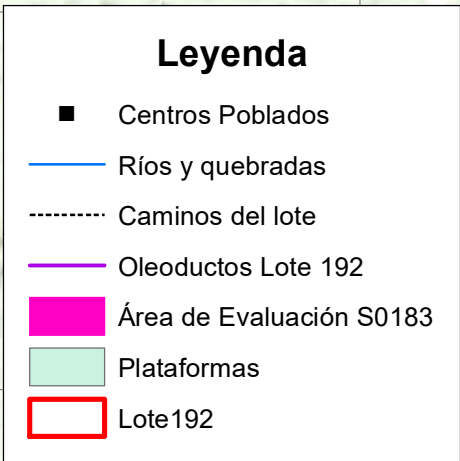 Leyenda
Centros Poblados
Ríos y quebradas
Caminos del lote
Oleoductos Lote 192
Área de Evaluación S0183
Plataformas
Lote192